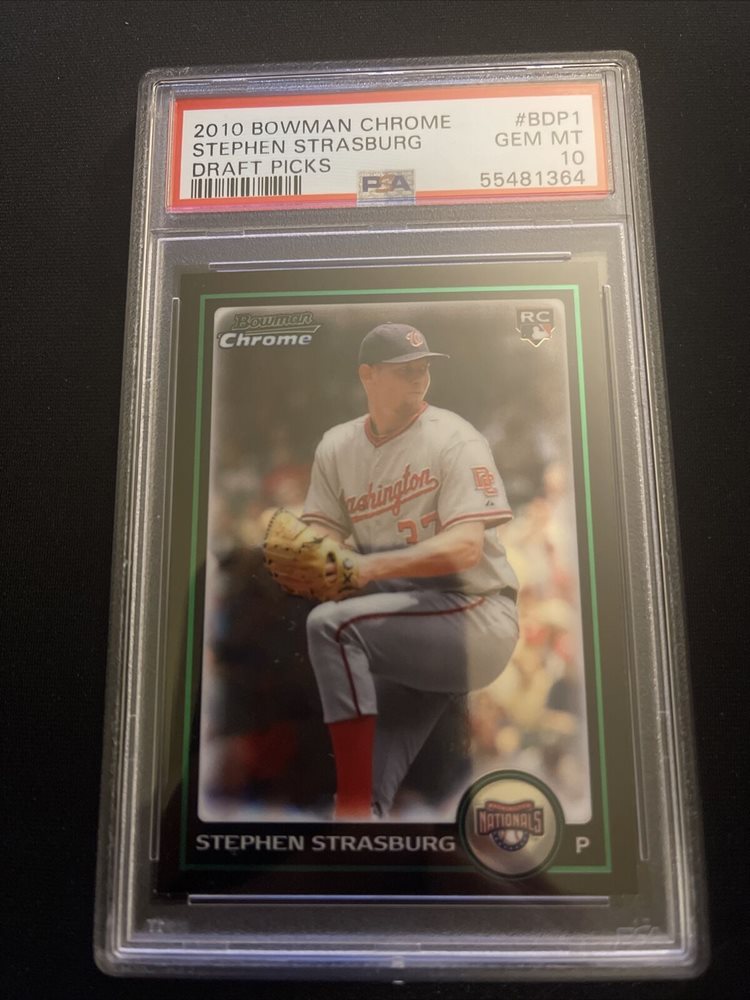 2010 BOWMAN CHROME #BDP1
STEPHEN STRASBURG GEM MT
DRAFT PICKS 10
PSA 55481364
Bowman
Chrome
RC
W
Washington
DC
37
NATIONALS
STEPHEN STRASBURG P